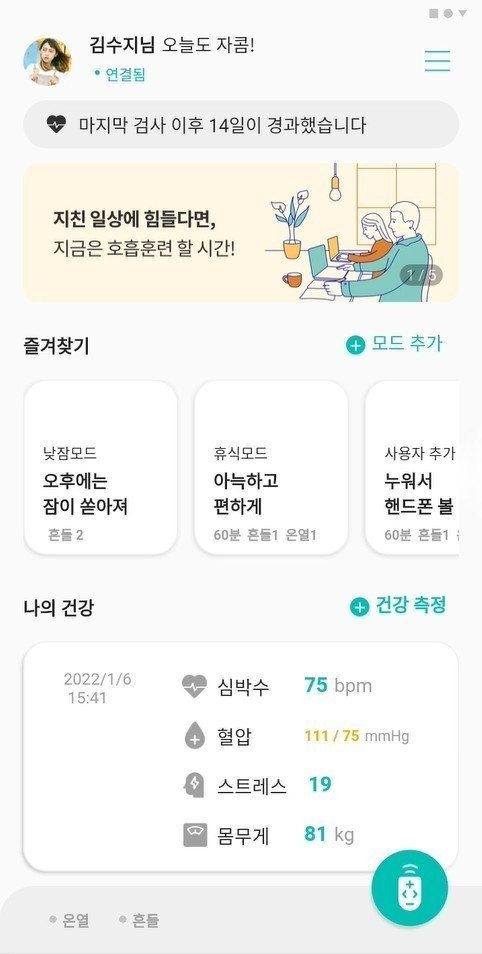 김수지님 오늘도 자콤!
연결됨
마지막 검사 이후 14일이 경과했습니다
지친 일상에 힘들다면,
지금은 호흡훈련 할 시간!
1 / 5
즐겨찾기
모드 추가
낮잠모드
오후에는
잠이 쏟아져
흔들 2
휴식모드
아늑하고
편하게
60분 흔들1 온열1
사용자 추가
누워서
핸드폰 볼
60분 흔들1
나의 건강
건강 측정
2022/1/6
15:41
심박수 75 bpm
혈압 111 / 75 mmHg
스트레스 19
몸무게 81 kg
온열 흔들